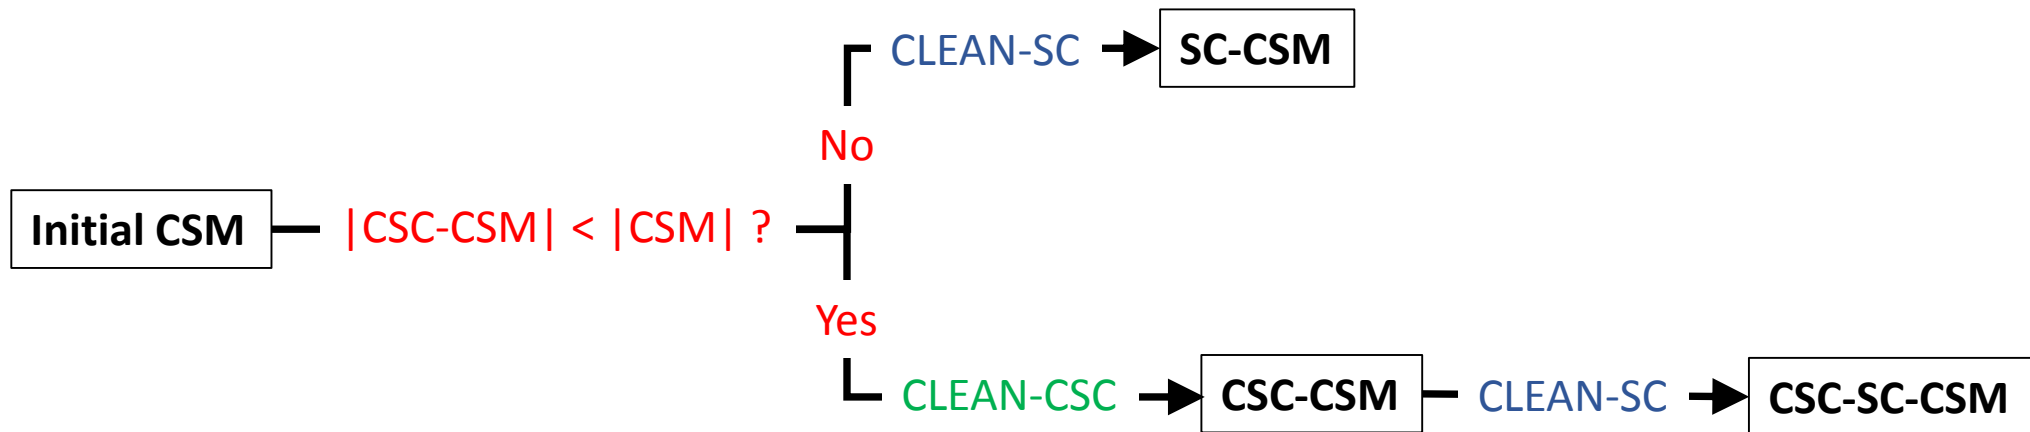 CLEAN-SC
SC-CSM
No
Initial CSM
|CSC-CSM| < |CSM| ?
Yes
CLEAN-CSC
CSC-CSM
CLEAN-SC
CSC-SC-CSM